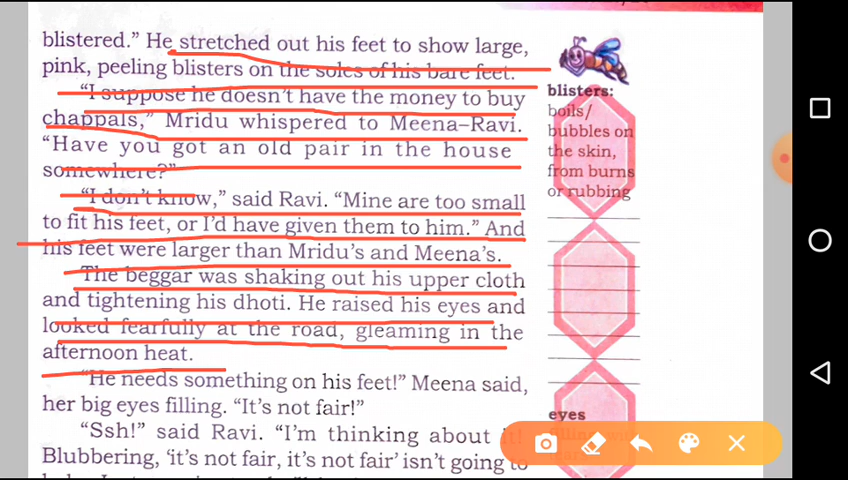 blistered.” He stretched out his feet to show large,
pink, peeling blisters on the soles of his bare feet.
“I suppose he doesn’t have the money to buy
chappals,” Mridu whispered to Meena–Ravi.
“Have you got an old pair in the house
somewhere?”
“I don’t know,” said Ravi. “Mine are too small
to fit his feet, or I’d have given them to him.” And
his feet were larger than Mridu’s and Meena’s.
The beggar was shaking out his upper cloth
and tightening his dhoti. He raised his eyes and
looked fearfully at the road, gleaming in the
afternoon heat.
“He needs something on his feet!” Meena said,
her big eyes filling. “It’s not fair!”
“Ssh!” said Ravi. “I’m thinking about it!
Blubbering, ‘it’s not fair, it’s not fair’ isn’t going to
blisters:
boils/
bubbles on
the skin,
from burns
or rubbing
eyes